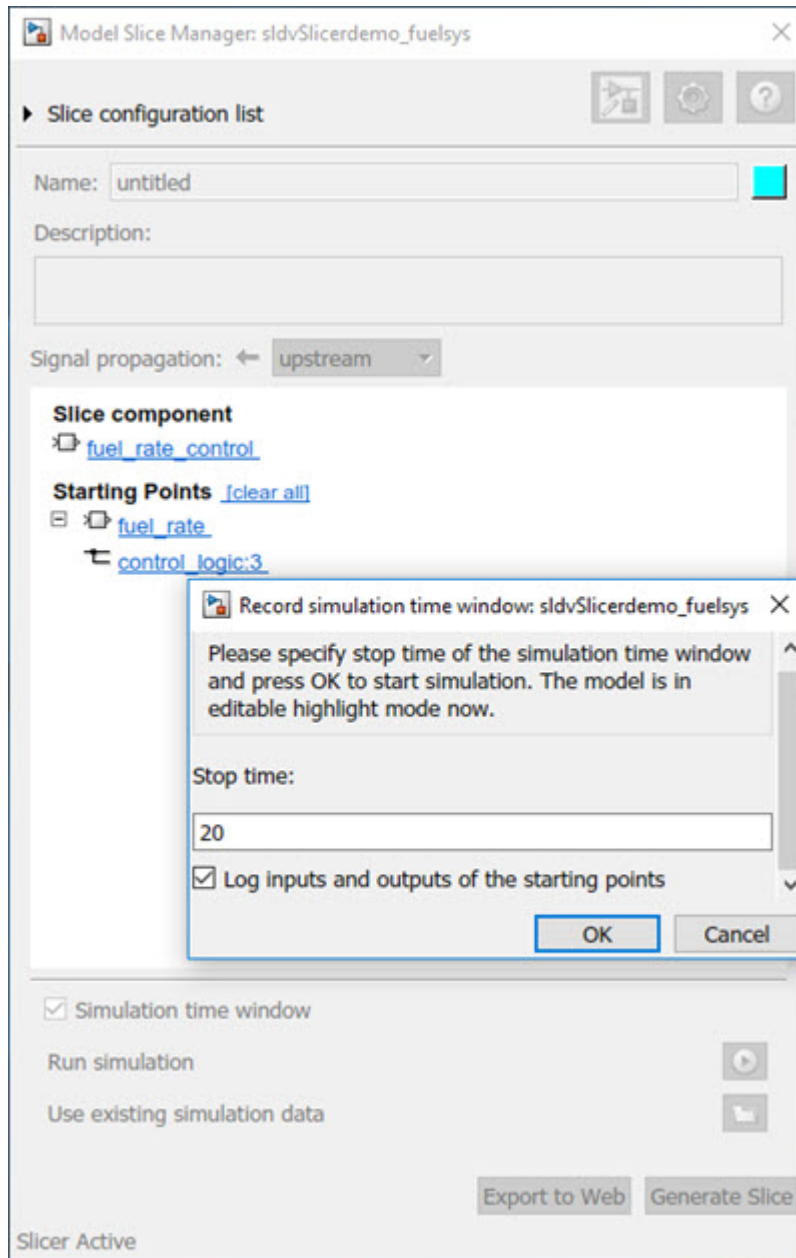 Model Slice Manager: sldvSlicerdemo_fuelsys
Slice configuration list
?
Name: untitled
Description:
Signal propagation: upstream
Slice component
fuel_rate_control
Starting Points [clear all]
fuel_rate
control_logic:3
Record simulation time window: sldvSlicerdemo_fuelsys
Please specify stop time of the simulation time window
and press OK to start simulation. The model is in
editable highlight mode now.
Stop time:
20
Log inputs and outputs of the starting points
OK Cancel
Simulation time window
Run simulation
Use existing simulation data
Export to Web Generate Slice
Slicer Active